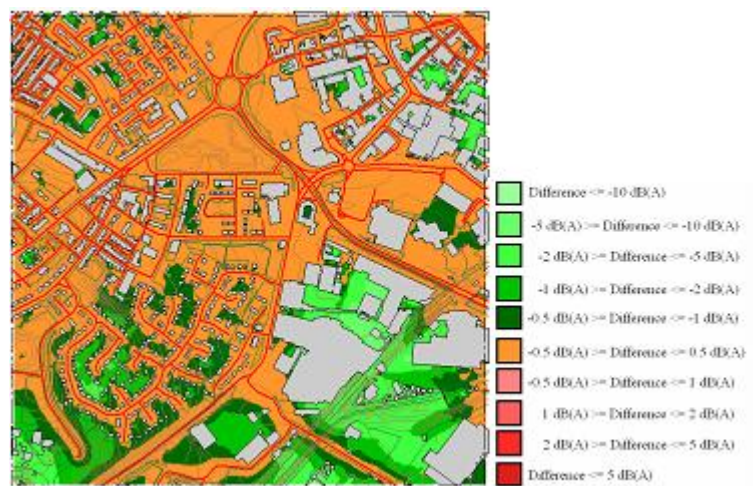 Difference <= -10 dB(A)
-5 dB(A) >= Difference <= -10 dB(A)
-2 dB(A) >= Difference <= -5 dB(A)
-1 dB(A) >= Difference <= -2 dB(A)
-0.5 dB(A) >= Difference <= -1 dB(A)
-0.5 dB(A) >= Difference <= 0.5 dB(A)
-0.5 dB(A) >= Difference <= 1 dB(A)
1 dB(A) >= Difference <= 2 dB(A)
2 dB(A) >= Difference <= 5 dB(A)
Difference <= 5 dB(A)